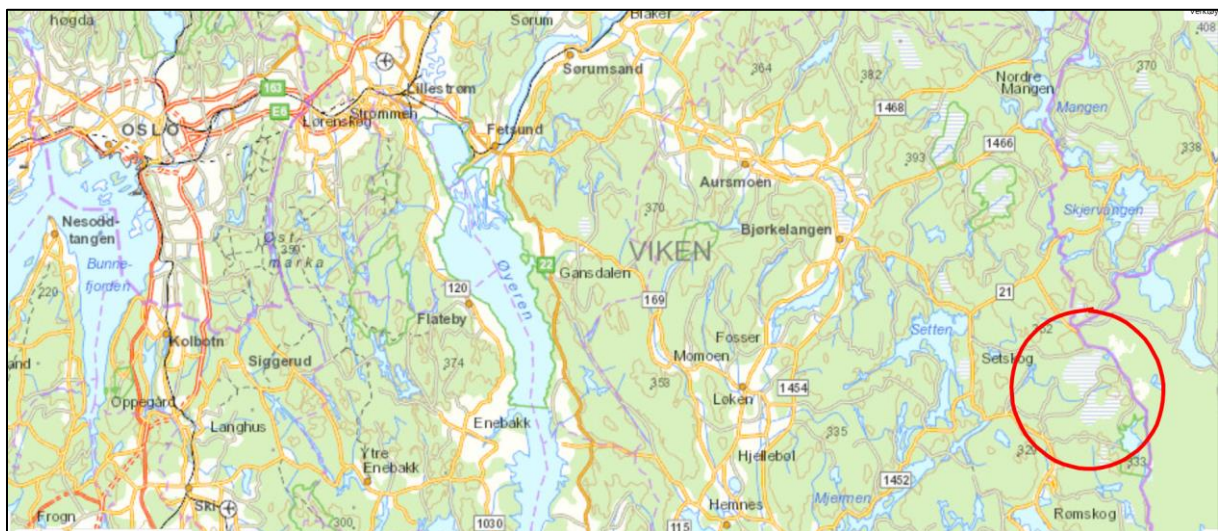 høgda
Sørum
Blaker
408
Sørumsand
364
382
370
Nordre
Mangen
Mangen
163
E6
Lillestrøm
Strømmen
Lørenskog
OSLO
Fetsund
1468
1466
393
338
Aursmoen
Skjervangen
Nesodd-
tangen
Øst-
359
marka
370
VIKEN
Bjørkelangen
Bunne-
fjorden
220
Øyeren
22
Gansdalen
120
169
21
Flateby
Kolbotn
Siggerud
374
Fosser
Setten
Momoen
358
Setskog
Løken
1454
Oppegård
Langhus
Enebakk
335
Ytre
Enebakk
Hjellebøl
333
1452
Ski
Mjermen
Hemnes
Rømskog
Frogn
300
1030
115